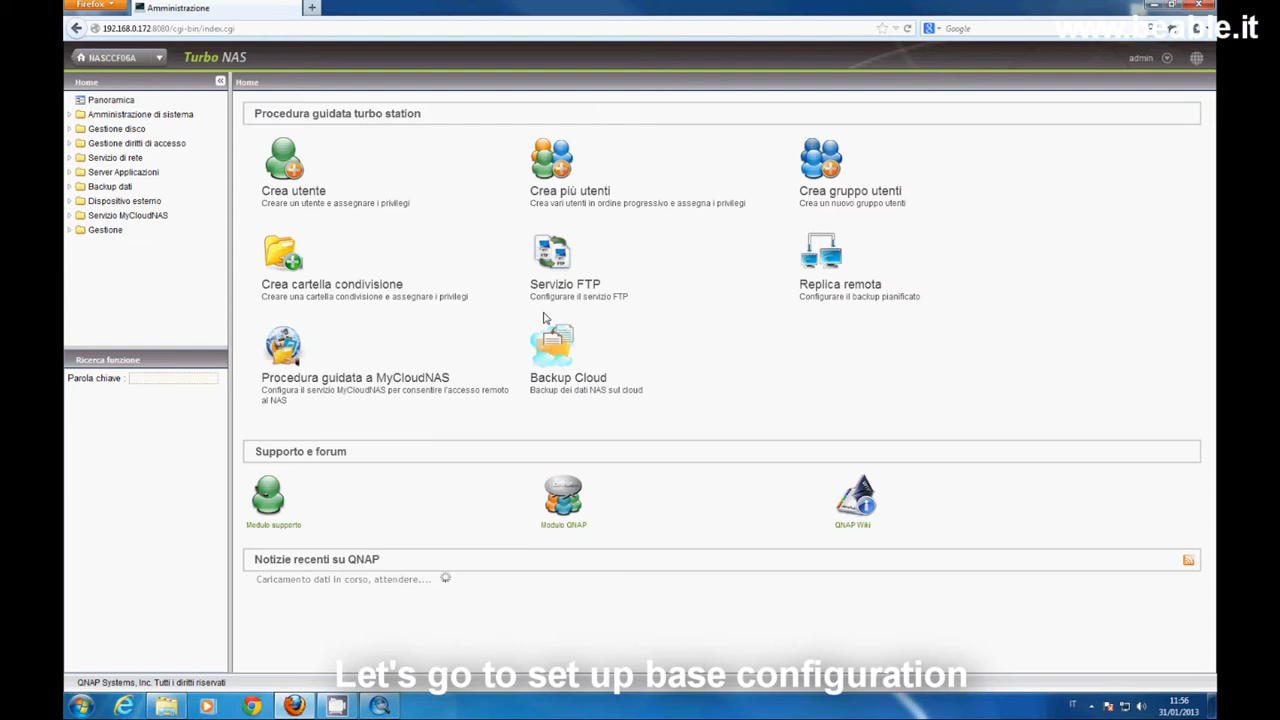 Firefox
Amministrazione
www.beable.it
192.168.0.172:8080/cgi-bin/index.cgi
Google
NASCCF06A
Turbo NAS
admin
Home
Home
Panoramica
Amministrazione di sistema
Gestione disco
Gestione diritti di accesso
Servizio di rete
Server Applicazioni
Backup dati
Dispositivo esterno
Servizio MyCloudNAS
Gestione
Ricerca funzione
Parola chiave :
Procedura guidata turbo station
Crea utente
Creare un utente e assegnare i privilegi
Crea più utenti
Crea vari utenti in ordine progressivo e assegna i privilegi
Crea gruppo utenti
Crea un nuovo gruppo utenti
Crea cartella condivisione
Creare una cartella condivisione e assegnare i privilegi
Servizio FTP
Configurare il servizio FTP
Replica remota
Configurare il backup pianificato
Procedura guidata a MyCloudNAS
Configura il servizio MyCloudNAS per consentire l'accesso remoto
al NAS
Backup Cloud
Backup dei dati NAS sul cloud
Supporto e forum
Modulo supporto
Modulo QNAP
QNAP Wiki
Notizie recenti su QNAP
Caricamento dati in corso, attendere....
Let's go to set up base configuration
QNAP Systems, Inc. Tutti i diritti riservati
IT
11:56
31/01/2013